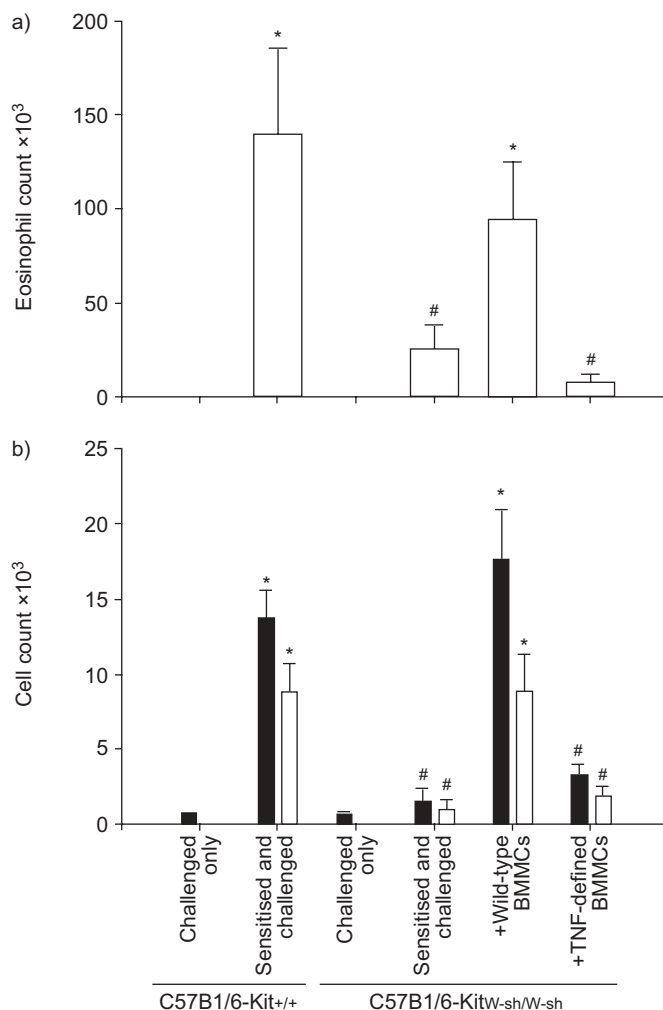 a)
200
150
100
50
0
Eosinophil count ×10³
*
*
#
#
b)
25
20
15
10
5
0
Cell count ×10³
*
*
# #
*
*
#
#
Challenged
only
Sensitised and
challenged
Challenged
only
Sensitised and
challenged
+Wild-type
BMMCs
+TNF-defined
BMMCs
C57B1/6-Kit+/+
C57B1/6-KitW-sh/W-sh